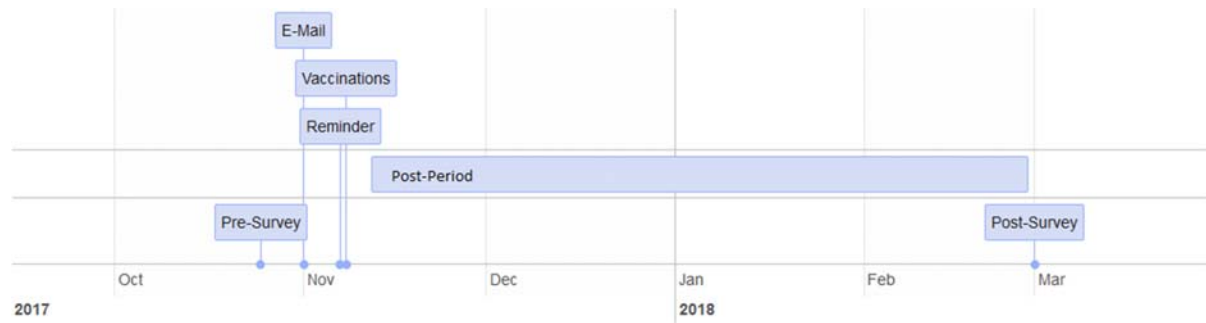 E-Mail
Vaccinations
Reminder
Post-Period
Pre-Survey
Post-Survey
Oct Nov Dec Jan Feb Mar
2017 2018